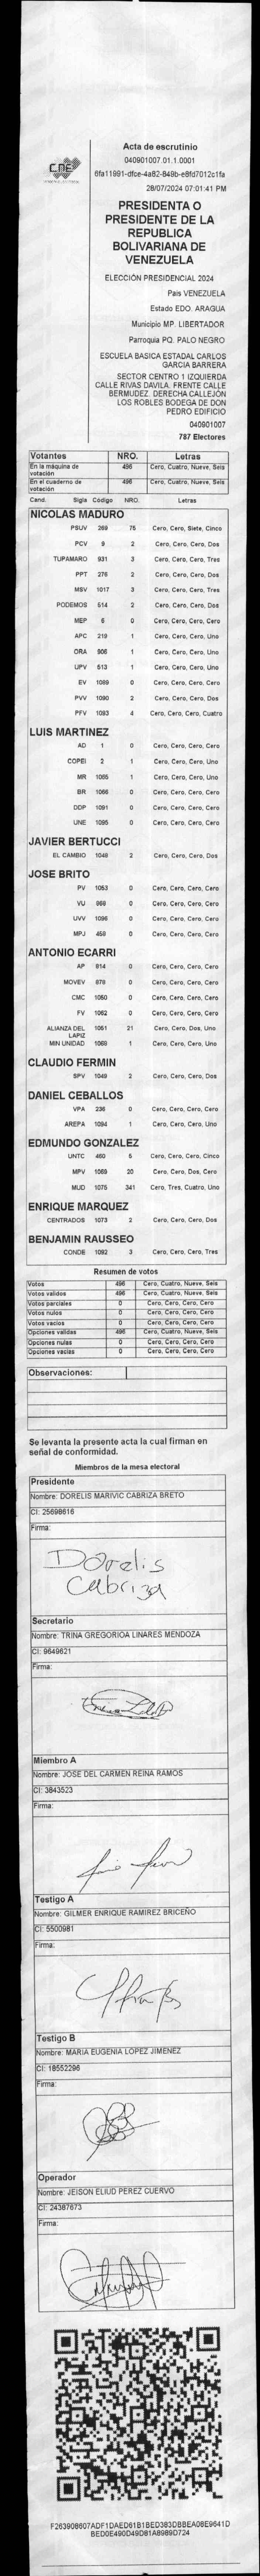 CNE
Acta de escrutinio
040901007.01.1.0001
6fa11991-dfce-4a82-849b-e8fd7012c1fa
28/07/2024 07:01:41 PM
PRESIDENTA O
PRESIDENTE DE LA
REPUBLICA
BOLIVARIANA DE
VENEZUELA
ELECCIÓN PRESIDENCIAL 2024
Pais VENEZUELA
Estado EDO. ARAGUA
Municipio MP. LIBERTADOR
Parroquia PQ. PALO NEGRO
ESCUELA BASICA ESTADAL CARLOS
GARCIA BARRERA
SECTOR CENTRO 1 IZQUIERDA
CALLE RIVAS DAVILA. FRENTE CALLE
BERMUDEZ. DERECHA CALLEJÓN
LOS ROBLES BODEGA DE DON
PEDRO EDIFICIO
040901007
787 Electores
Votantes NRO. Letras
En la máquina de votación 496 Cero, Cuatro, Nueve, Seis
En el cuaderno de votación 496 Cero, Cuatro, Nueve, Seis
Cand. Sigla Código NRO. Letras
NICOLAS MADURO
PSUV 269 75 Cero, Cero, Siete, Cinco
PCV 9 2 Cero, Cero, Cero, Dos
TUPAMARO 931 3 Cero, Cero, Cero, Tres
PPT 276 2 Cero, Cero, Cero, Dos
MSV 1017 3 Cero, Cero, Cero, Tres
PODEMOS 514 2 Cero, Cero, Cero, Dos
MEP 6 0 Cero, Cero, Cero, Cero
APC 219 1 Cero, Cero, Cero, Uno
ORA 906 1 Cero, Cero, Cero, Uno
UPV 513 1 Cero, Cero, Cero, Uno
EV 1089 0 Cero, Cero, Cero, Cero
PVV 1090 2 Cero, Cero, Cero, Dos
PFV 1093 4 Cero, Cero, Cero, Cuatro
LUIS MARTINEZ
AD 1 0 Cero, Cero, Cero, Cero
COPEI 2 1 Cero, Cero, Cero, Uno
MR 1065 1 Cero, Cero, Cero, Uno
BR 1066 0 Cero, Cero, Cero, Cero
DDP 1091 0 Cero, Cero, Cero, Cero
UNE 1095 0 Cero, Cero, Cero, Cero
JAVIER BERTUCCI
EL CAMBIO 1048 2 Cero, Cero, Cero, Dos
JOSE BRITO
PV 1053 0 Cero, Cero, Cero, Cero
VU 968 0 Cero, Cero, Cero, Cero
UVV 1096 0 Cero, Cero, Cero, Cero
MPJ 458 0 Cero, Cero, Cero, Cero
ANTONIO ECARRI
AP 814 0 Cero, Cero, Cero, Cero
MOVEV 878 0 Cero, Cero, Cero, Cero
CMC 1050 0 Cero, Cero, Cero, Cero
FV 1062 0 Cero, Cero, Cero, Cero
ALIANZA DEL LAPIZ 1051 21 Cero, Cero, Dos, Uno
MIN UNIDAD 1069 1 Cero, Cero, Cero, Uno
CLAUDIO FERMIN
SPV 1049 2 Cero, Cero, Cero, Dos
DANIEL CEBALLOS
VPA 236 0 Cero, Cero, Cero, Cero
AREPA 1094 1 Cero, Cero, Cero, Uno
EDMUNDO GONZALEZ
UNTC 460 5 Cero, Cero, Cero, Cinco
MPV 1069 20 Cero, Cero, Dos, Cero
MUD 1075 341 Cero, Tres, Cuatro, Uno
ENRIQUE MARQUEZ
CENTRADOS 1073 2 Cero, Cero, Cero, Dos
BENJAMIN RAUSSEO
CONDE 1092 3 Cero, Cero, Cero, Tres
Resumen de votos
Votos 496 Cero, Cuatro, Nueve, Seis
Votos validos 496 Cero, Cuatro, Nueve, Seis
Votos parciales 0 Cero, Cero, Cero, Cero
Votos nulos 0 Cero, Cero, Cero, Cero
Votos vacios 0 Cero, Cero, Cero, Cero
Opciones validas 496 Cero, Cuatro, Nueve, Seis
Opciones nulas 0 Cero, Cero, Cero, Cero
Opciones vacias 0 Cero, Cero, Cero, Cero
Observaciones:
Se levanta la presente acta la cual firman en
señal de conformidad.
Miembros de la mesa electoral
Presidente
Nombre: DORELIS MARIVIC CABRIZA BRETO
CI: 25698616
Firma:
Dorelis
Cabriza
Secretario
Nombre: TRINA GREGORIOA LINARES MENDOZA
CI: 9649621
Firma:
Miembro A
Nombre: JOSE DEL CARMEN REINA RAMOS
CI: 3843523
Firma:
Testigo A
Nombre: GILMER ENRIQUE RAMIREZ BRICEÑO
CI: 5500981
Firma:
Testigo B
Nombre: MARIA EUGENIA LOPEZ JIMENEZ
CI: 18552296
Firma:
Operador
Nombre: JEISON ELIUD PEREZ CUERVO
CI: 24387673
Firma:
F263908607ADF1DAED61B1BED383DBBEA08E9641D
BED0E490D49D81A8989D724